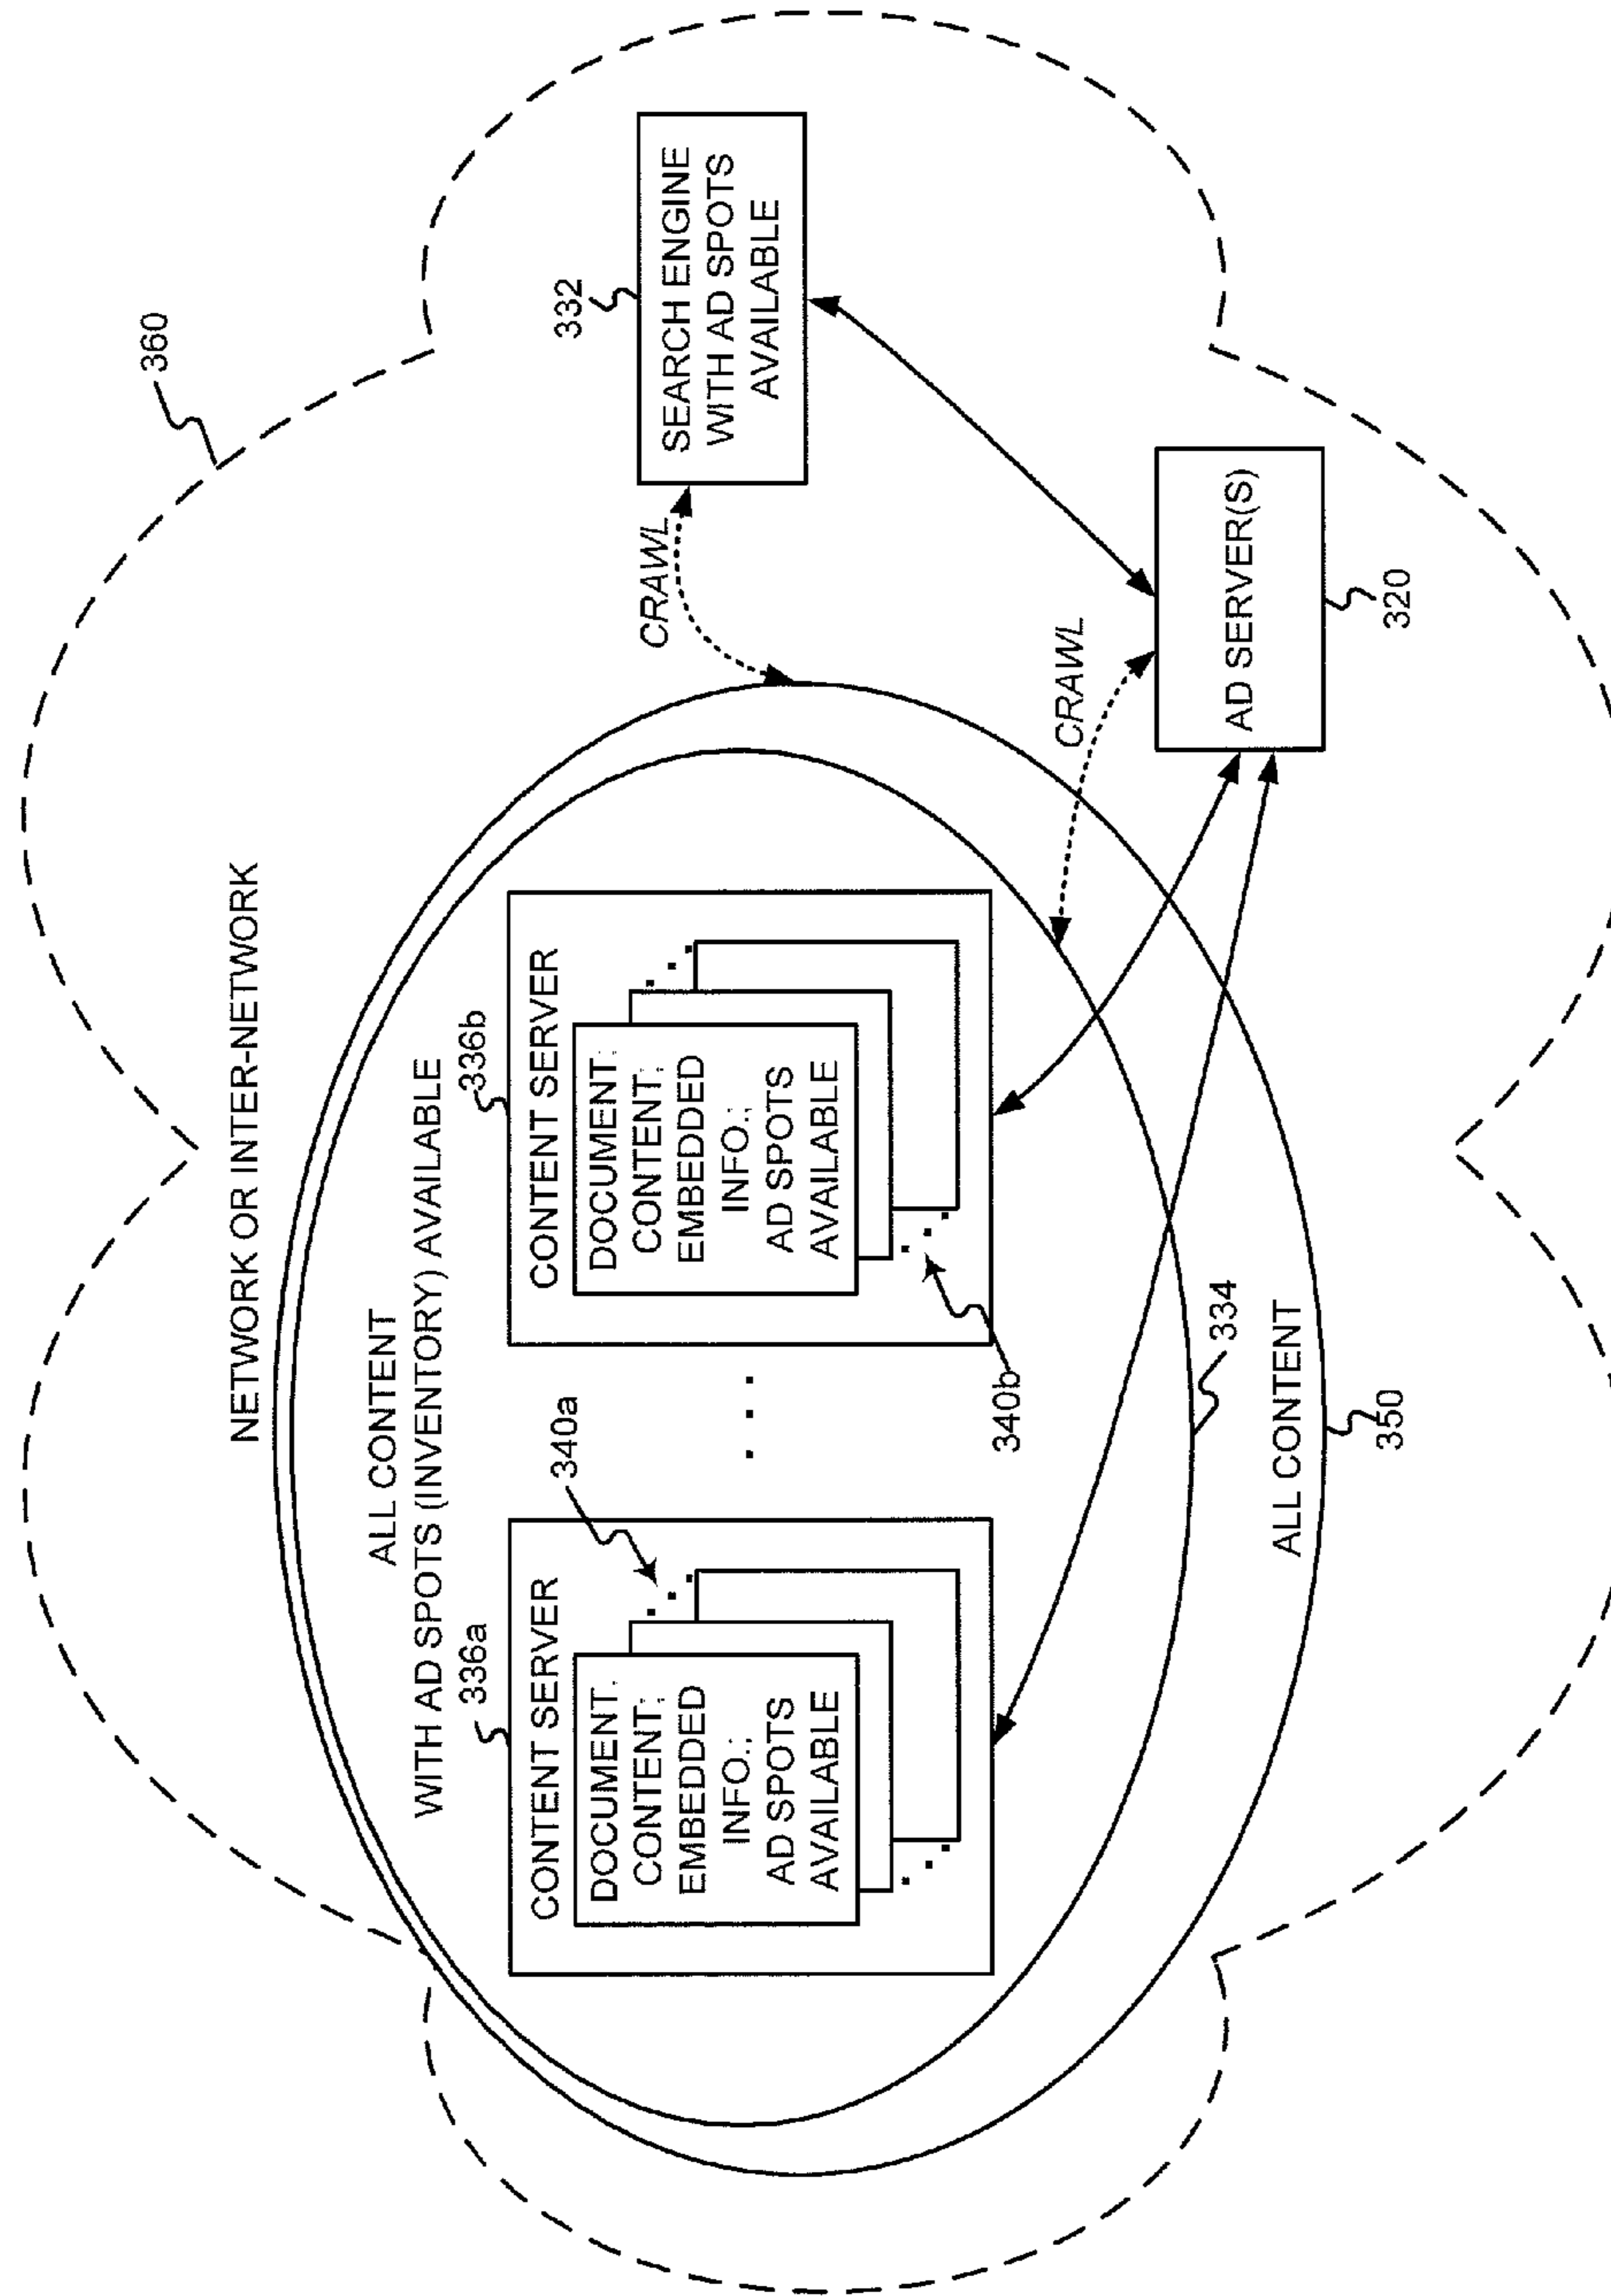 360
NETWORK OR INTER-NETWORK
ALL CONTENT
WITH AD SPOTS (INVENTORY) AVAILABLE
336a
CONTENT SERVER
DOCUMENT:
CONTENT;
EMBEDDED
INFO.;
AD SPOTS
AVAILABLE
340a
. . .
336b
CONTENT SERVER
DOCUMENT:
CONTENT;
EMBEDDED
INFO.;
AD SPOTS
AVAILABLE
340b
CRAWL
332
SEARCH ENGINE
WITH AD SPOTS
AVAILABLE
CRAWL
AD SERVER(S)
320
334
ALL CONTENT
350